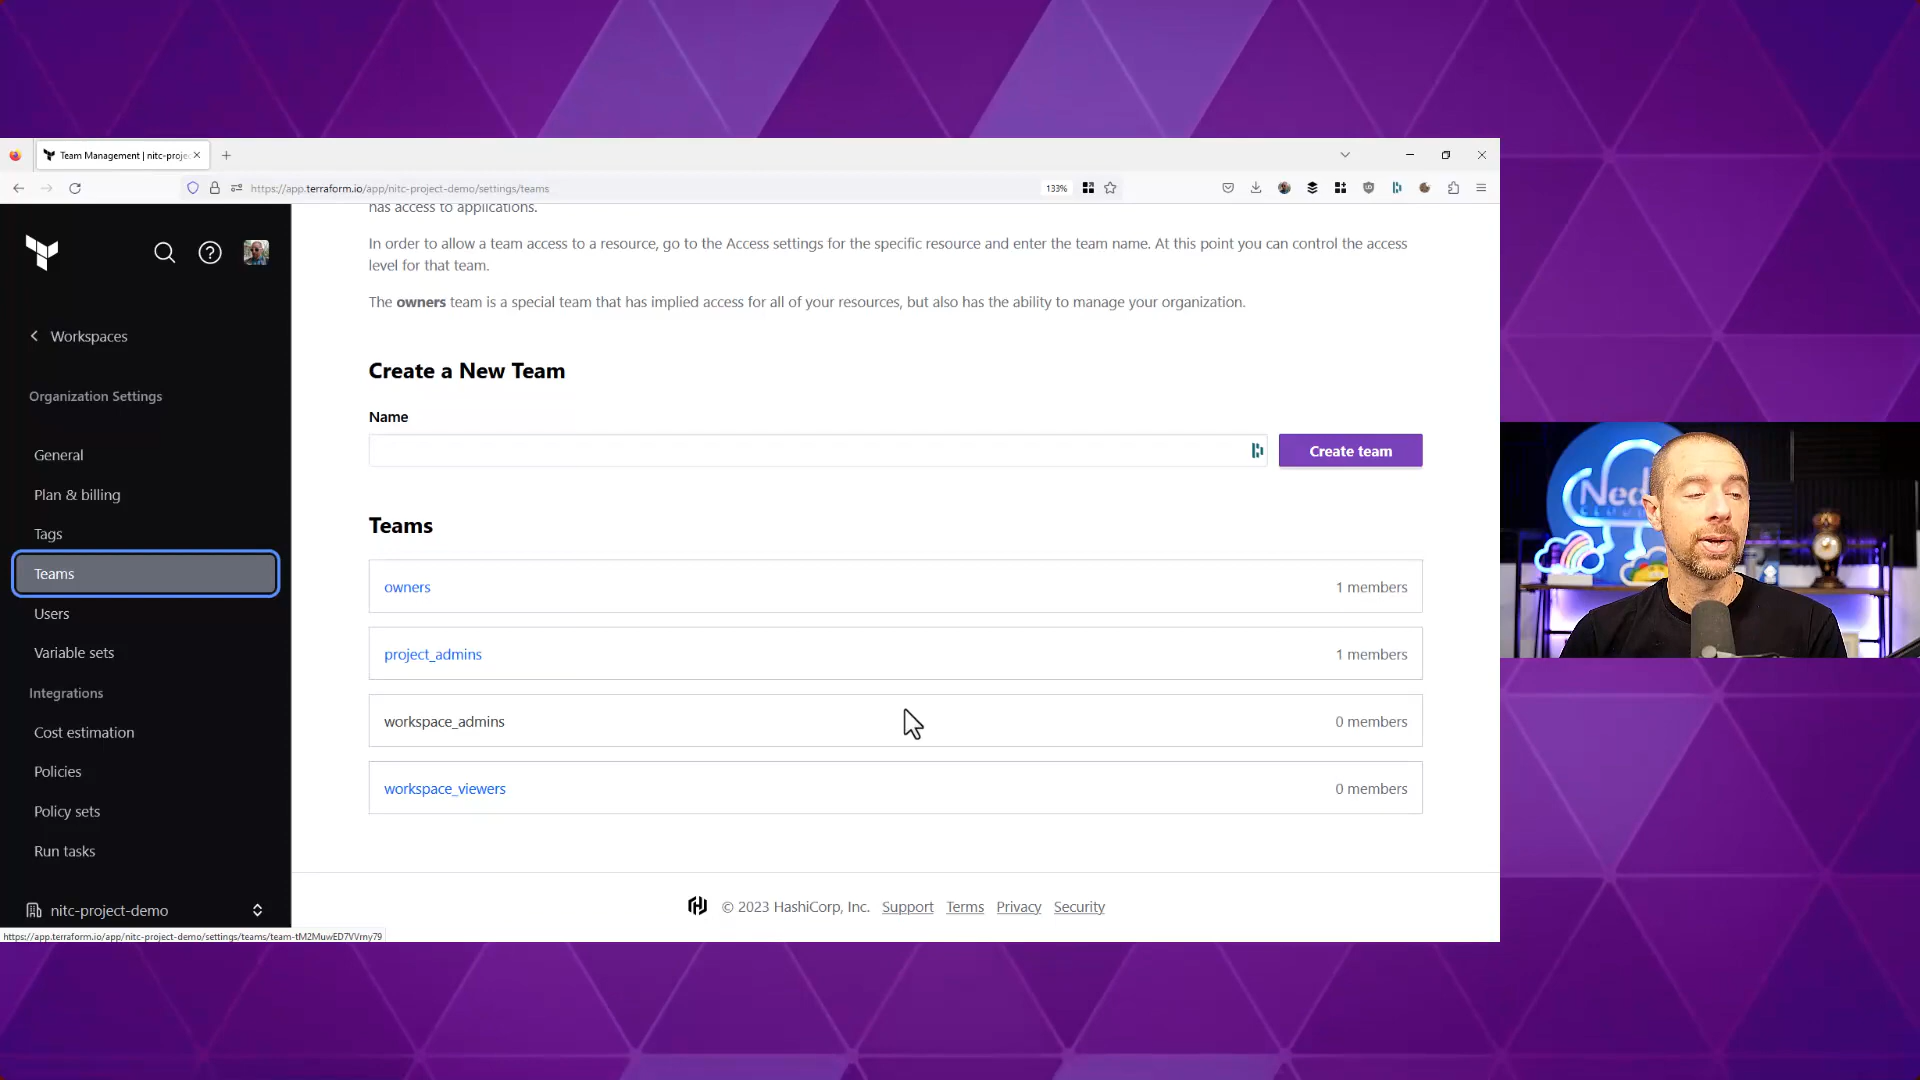 Team Management | nitc-projec
https://app.terraform.io/app/nitc-project-demo/settings/teams
133%
Workspaces
Organization Settings
General
Plan & billing
Tags
Teams
Users
Variable sets
Integrations
Cost estimation
Policies
Policy sets
Run tasks
nitc-project-demo
has access to applications.
In order to allow a team access to a resource, go to the Access settings for the specific resource and enter the team name. At this point you can control the access
level for that team.
The owners team is a special team that has implied access for all of your resources, but also has the ability to manage your organization.
Create a New Team
Name
Create team
Teams
owners 1 members
project_admins 1 members
workspace_admins 0 members
workspace_viewers 0 members
© 2023 HashiCorp, Inc. Support Terms Privacy Security
Ned